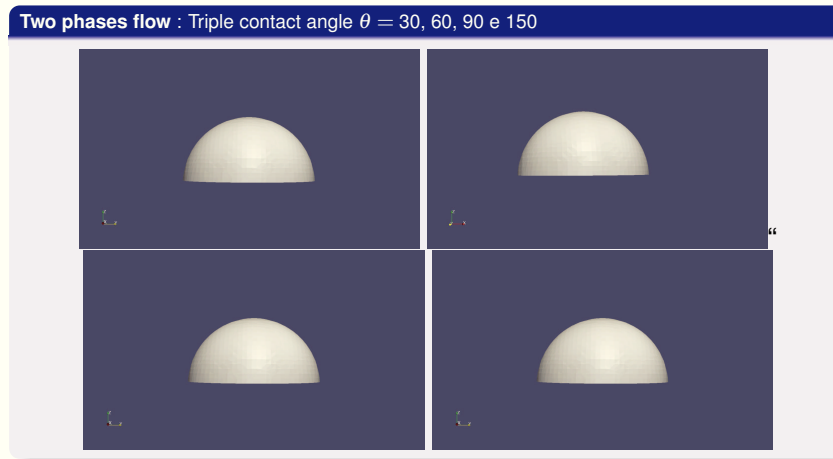 Two phases flow : Triple contact angle θ = 30, 60, 90 e 150
“